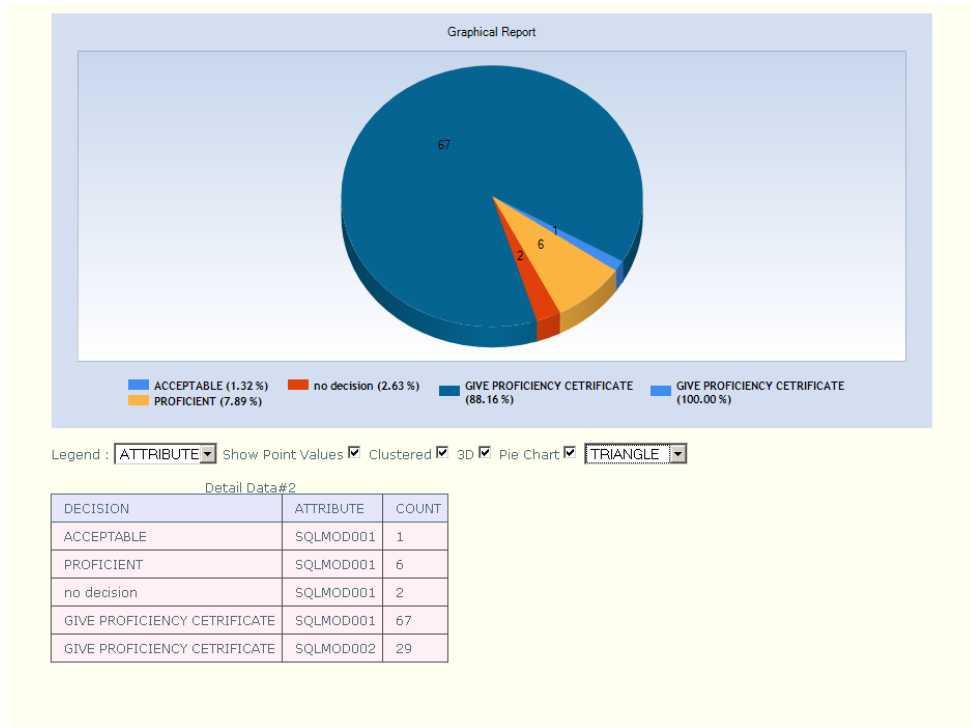 Graphical Report
67
1
6
2
ACCEPTABLE (1.32 %)
PROFICIENT (7.89 %)
no decision (2.63 %)
GIVE PROFICIENCY CETRIFICATE
(88.16 %)
GIVE PROFICIENCY CETRIFICATE
(100.00 %)
Legend : ATTRIBUTE Show Point Values Clustered 3D Pie Chart TRIANGLE
Detail Data#2
DECISION ATTRIBUTE COUNT
ACCEPTABLE SQLMOD001 1
PROFICIENT SQLMOD001 6
no decision SQLMOD001 2
GIVE PROFICIENCY CETRIFICATE SQLMOD001 67
GIVE PROFICIENCY CETRIFICATE SQLMOD002 29